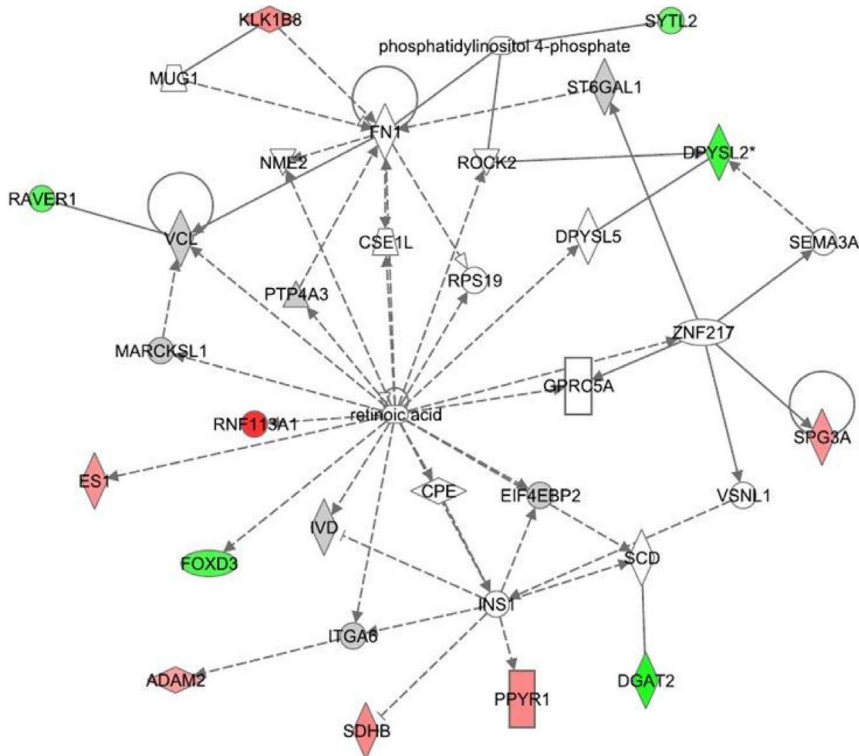 KLK1B8
SYTL2
phosphatidylinositol 4-phosphate
MUG1
ST6GAL1
FN1
NME2
ROCK2
DPYSL2*
RAVER1
VCL
CSE1L
DPYSL5
SEMA3A
RPS19
PTP4A3
ZNF217
MARCKSL1
GPRC5A
retinoic acid
RNF113A1
SPG3A
ES1
CPE
EIF4EBP2
VSNL1
IVD
FOXD3
SCD
INS1
ITGA6
ADAM2
PPYR1
DGAT2
SDHB